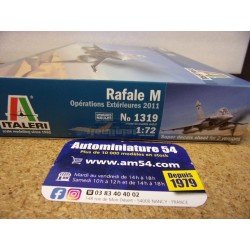 Rafale M
Opérations Extérieures 2011
ITALERI
No 1319
1:72
Autominiature 54
Plus de 10 000 modèles en stock
www.am54.com
Depuis
1979
Mardi au vendredi de 14h à 18h
Samedi 10h à 12h et de 14h à 18h
03 83 40 40 02
NANCY - FRANCE